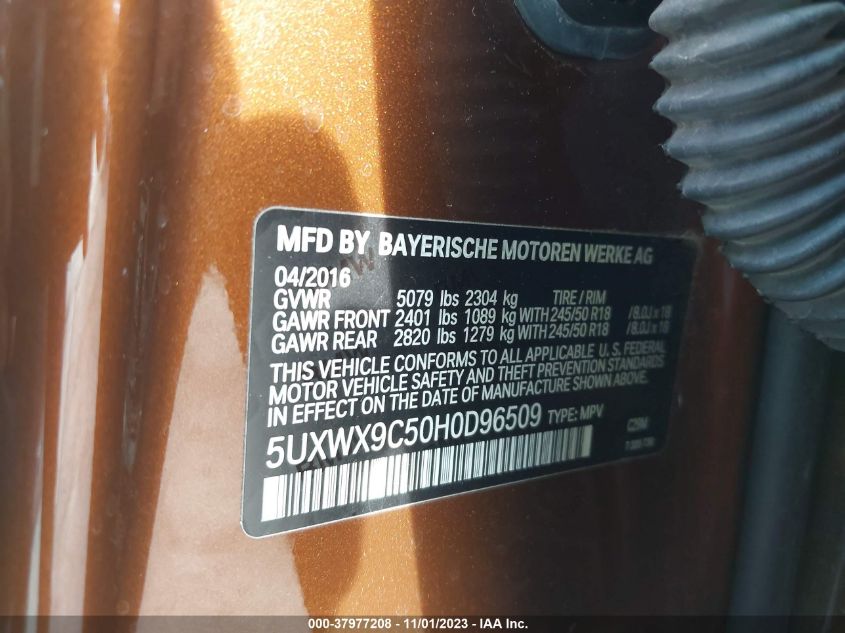 MFD BY BAYERISCHE MOTOREN WERKE AG
04/2016
GVWR 5079 lbs 2304 kg TIRE / RIM
GAWR FRONT 2401 lbs 1089 kg WITH 245/50 R18 /8.0J x 18
GAWR REAR 2820 lbs 1279 kg WITH 245/50 R18 /8.0J x 18
THIS VEHICLE CONFORMS TO ALL APPLICABLE U.S. FEDERAL
MOTOR VEHICLE SAFETY AND THEFT PREVENTION STANDARDS
IN EFFECT ON THE DATE OF MANUFACTURE SHOWN ABOVE.
5UXWX9C50H0D96509 TYPE: MPV
000-37977208 - 11/01/2023 - IAA Inc.